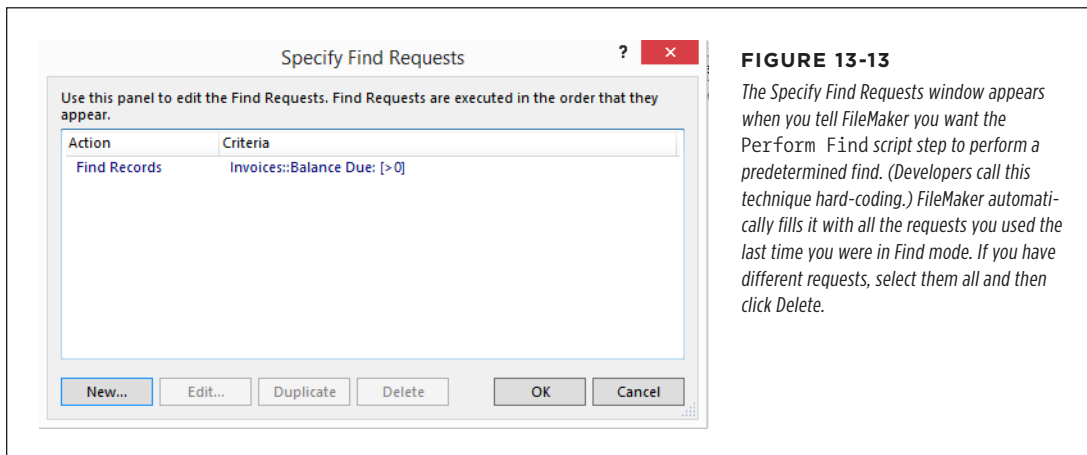 Specify Find Requests
?
×
Use this panel to edit the Find Requests. Find Requests are executed in the order that they
appear.
Action Criteria
Find Records Invoices::Balance Due: [>0]
New... Edit... Duplicate Delete OK Cancel
FIGURE 13-13
The Specify Find Requests window appears
when you tell FileMaker you want the
Perform Find script step to perform a
predetermined find. (Developers call this
technique hard-coding.) FileMaker automati-
cally fills it with all the requests you used the
last time you were in Find mode. If you have
different requests, select them all and then
click Delete.